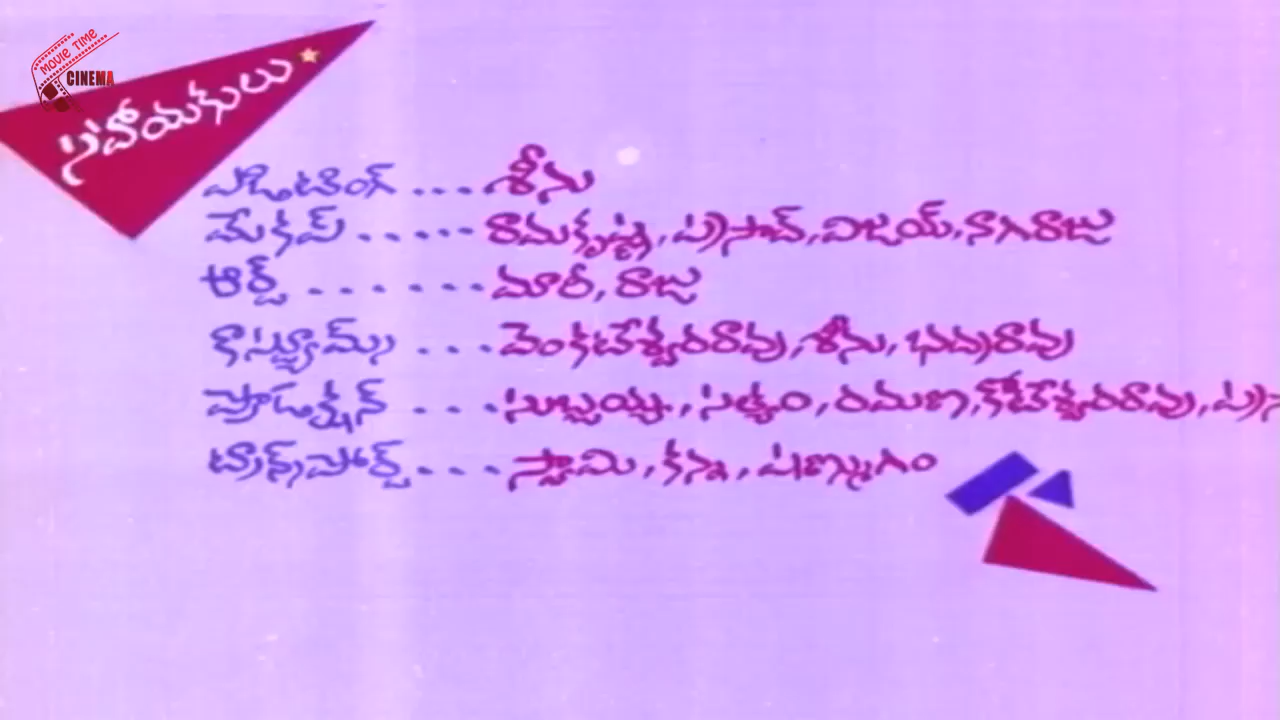 MOVIE TIME
CINEMA
సహాయకులు
ఎడిటింగ్ ... శీను
మేకప్ ..... రామకృష్ణ, ప్రసాద్, విజయ్, నాగరాజు
ఆర్ట్ ...... మారీ, రాజు
కాస్ట్యూమ్స్ ... వెంకటేశ్వరరావు, శీను, భద్రరావు
ప్రొడక్షన్ ... సుబ్బయ్య, సత్యం, రమణ, కోటేశ్వరరావు,
ట్రాన్స్‌పోర్ట్ ... స్వామి, కన్న, షణ్ముగం